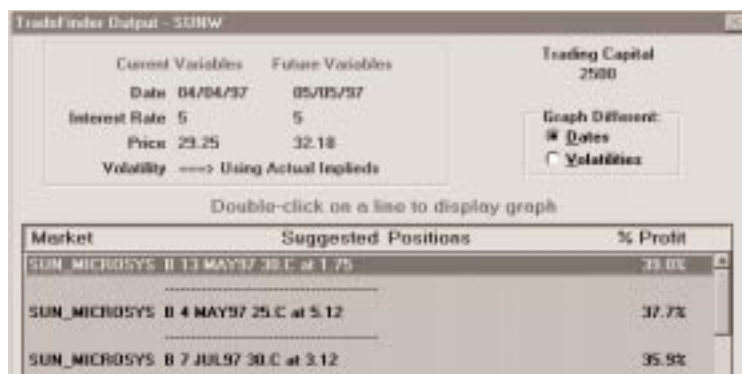 TradeFinder Output - SUNW
Current Variables Future Variables
Date 04/04/97 05/05/97
Interest Rate 5 5
Price 29.25 32.18
Volatility ===> Using Actual Implieds
Trading Capital
2500
Graph Different:
Dates
Volatilities
Double-click on a line to display graph
Market Suggested Positions % Profit
SUN_MICROSYS B 13 MAY97 30.C at 1.75 39.0%
SUN_MICROSYS B 4 MAY97 25.C at 5.12 37.7%
SUN_MICROSYS B 7 JUL97 30.C at 3.12 35.9%